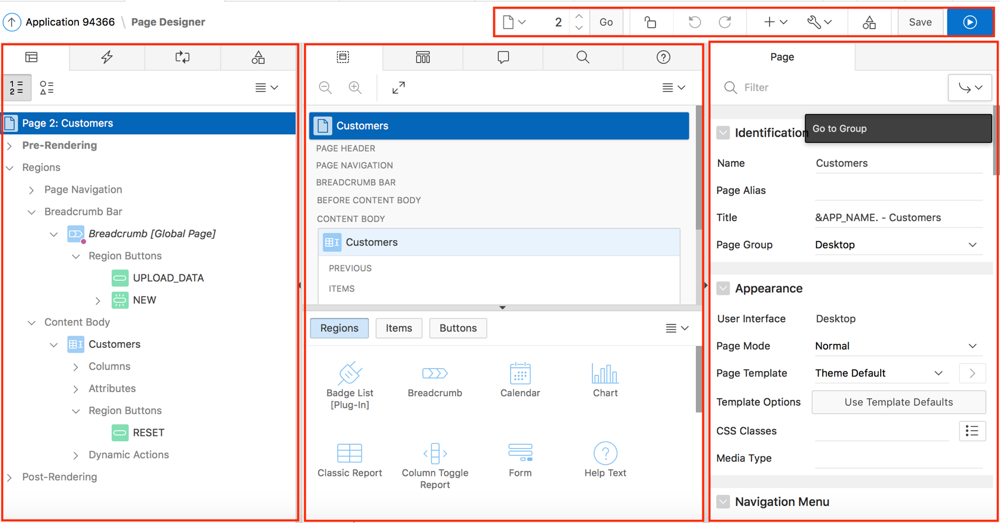 Application 94366 \ Page Designer
2
Go
Save
Page 2: Customers
Pre-Rendering
Regions
Page Navigation
Breadcrumb Bar
Breadcrumb [Global Page]
Region Buttons
UPLOAD_DATA
NEW
Content Body
Customers
Columns
Attributes
Region Buttons
RESET
Dynamic Actions
Post-Rendering
Customers
PAGE HEADER
PAGE NAVIGATION
BREADCRUMB BAR
BEFORE CONTENT BODY
CONTENT BODY
Customers
PREVIOUS
ITEMS
Regions
Items
Buttons
Badge List
[Plug-In]
Breadcrumb
Calendar
Chart
Classic Report
Column Toggle
Report
Form
Help Text
Page
Filter
Go to Group
Identification
Name
Customers
Page Alias
Title
&APP_NAME. - Customers
Page Group
Desktop
Appearance
User Interface
Desktop
Page Mode
Normal
Page Template
Theme Default
Template Options
Use Template Defaults
CSS Classes
Media Type
Navigation Menu